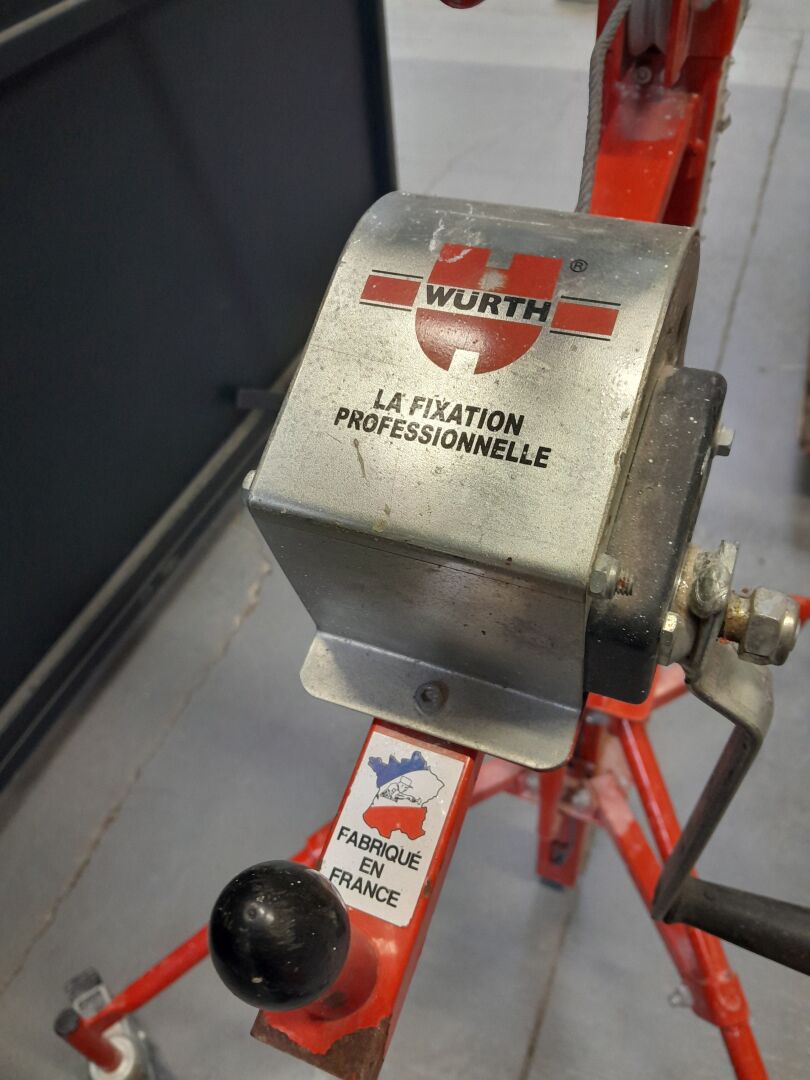 WÜRTH ®
LA FIXATION
PROFESSIONNELLE
FABRIQUÉ
EN
FRANCE